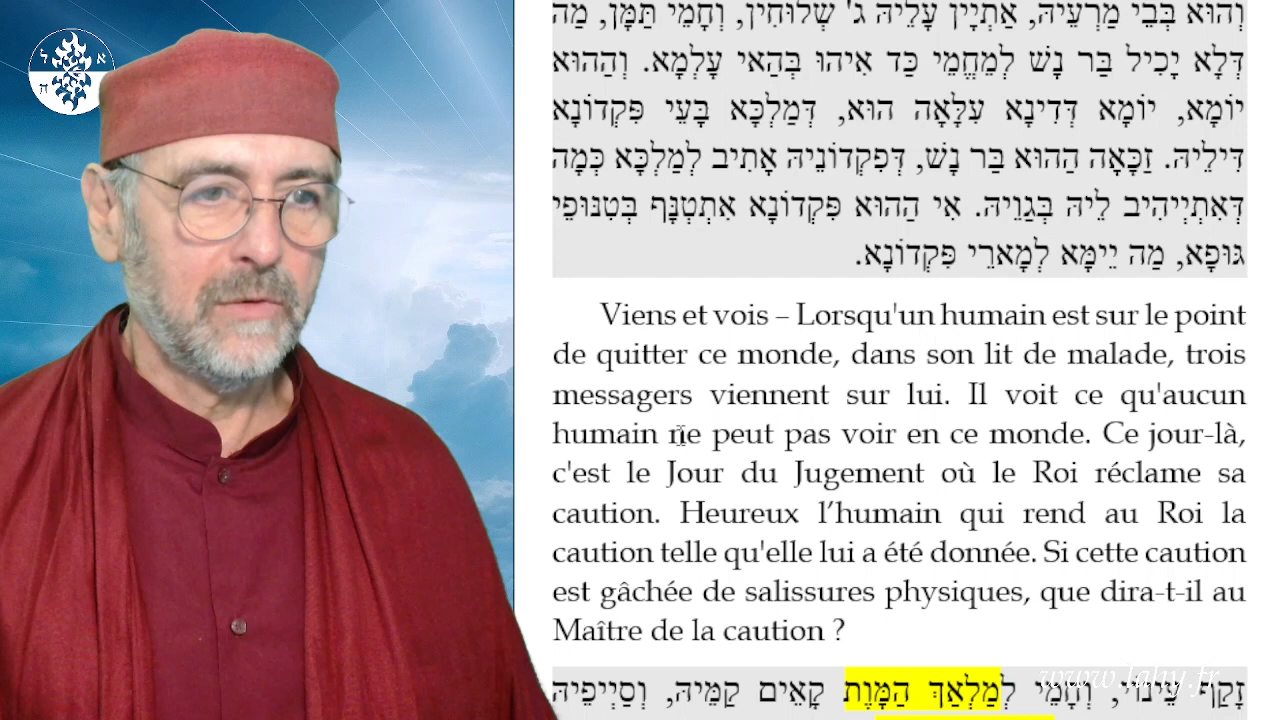 ל א ה
וְהוּא בְּבֵי מַרְעֵיהּ, אַתְיָין עָלֵיהּ ג' שְׁלוּחִין, וְחָמֵי תַּמָּן, מַה
דְּלָא יָכִיל בַּר נָשׁ לְמֶחֱמֵי כַּד אִיהוּ בְּהַאי עָלְמָא. וְהַהוּא
יוֹמָא, יוֹמָא דְּדִינָא עִלָּאָה הוּא, דְּמַלְכָּא בָּעֵי פִּקְדוֹנָא
דִּילֵיהּ. זַכָּאָה הַהוּא בַּר נָשׁ, דְּפִקְדוֹנֵיהּ אָתִיב לְמַלְכָּא כְּמָה
דְּאִתְיְיהִיב לֵיהּ בְּגַוֵיהּ. אִי הַהוּא פִּקְדוֹנָא אִתְטְנָּף בְּטִנּוּפֵי
גּוּפָא, מַה יֵימָא לְמָארֵי פִּקְדוֹנָא.
Viens et vois – Lorsqu'un humain est sur le point
de quitter ce monde, dans son lit de malade, trois
messagers viennent sur lui. Il voit ce qu'aucun
humain ne peut pas voir en ce monde. Ce jour-là,
c'est le Jour du Jugement où le Roi réclame sa
caution. Heureux l’humain qui rend au Roi la
caution telle qu'elle lui a été donnée. Si cette caution
est gâchée de salissures physiques, que dira-t-il au
Maître de la caution ?
זָקַף עֵינוֹי, וְחָמֵי לְמַלְאַךְ הַמָּוֶת קָאֵים קַמֵּיהּ, וְסַיְיפֵיהּ
www.lahy.fr